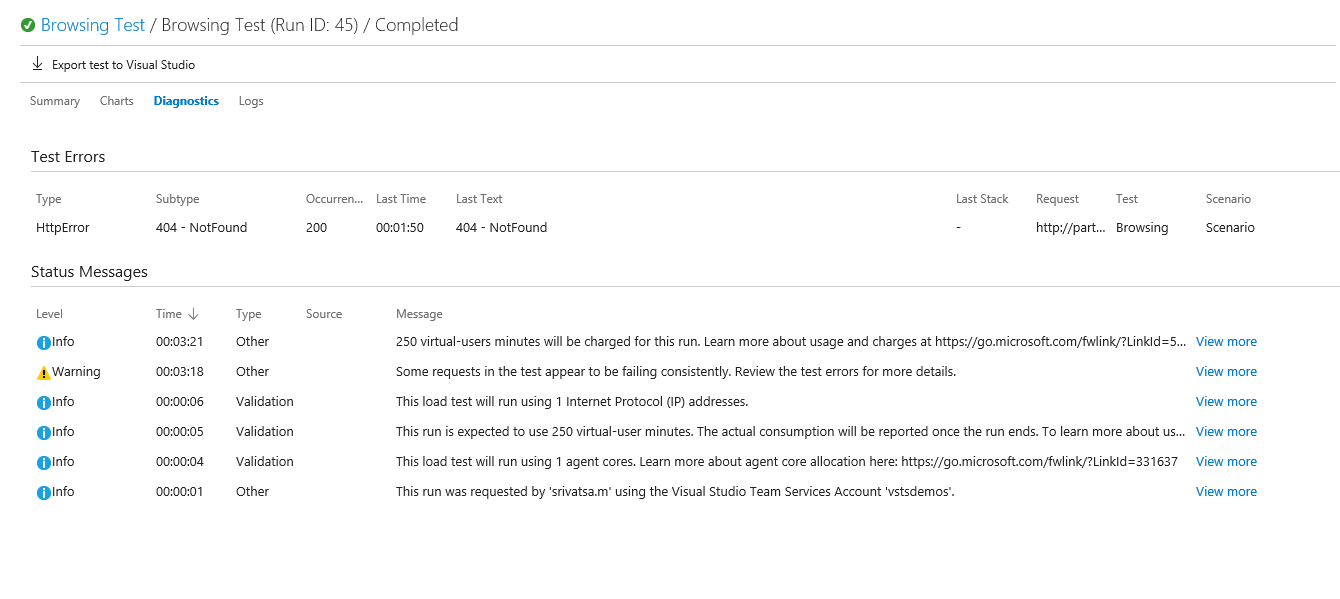 Browsing Test / Browsing Test (Run ID: 45) / Completed
Export test to Visual Studio
Summary Charts Diagnostics Logs
Test Errors
Type Subtype Occurren... Last Time Last Text Last Stack Request Test Scenario
HttpError 404 - NotFound 200 00:01:50 404 - NotFound - http://part... Browsing Scenario
Status Messages
Level Time Type Source Message
Info 00:03:21 Other 250 virtual-users minutes will be charged for this run. Learn more about usage and charges at https://go.microsoft.com/fwlink/?LinkId=5... View more
Warning 00:03:18 Other Some requests in the test appear to be failing consistently. Review the test errors for more details. View more
Info 00:00:06 Validation This load test will run using 1 Internet Protocol (IP) addresses. View more
Info 00:00:05 Validation This run is expected to use 250 virtual-user minutes. The actual consumption will be reported once the run ends. To learn more about us... View more
Info 00:00:04 Validation This load test will run using 1 agent cores. Learn more about agent core allocation here: https://go.microsoft.com/fwlink/?LinkId=331637 View more
Info 00:00:01 Other This run was requested by 'srivatsa.m' using the Visual Studio Team Services Account 'vstsdemos'. View more